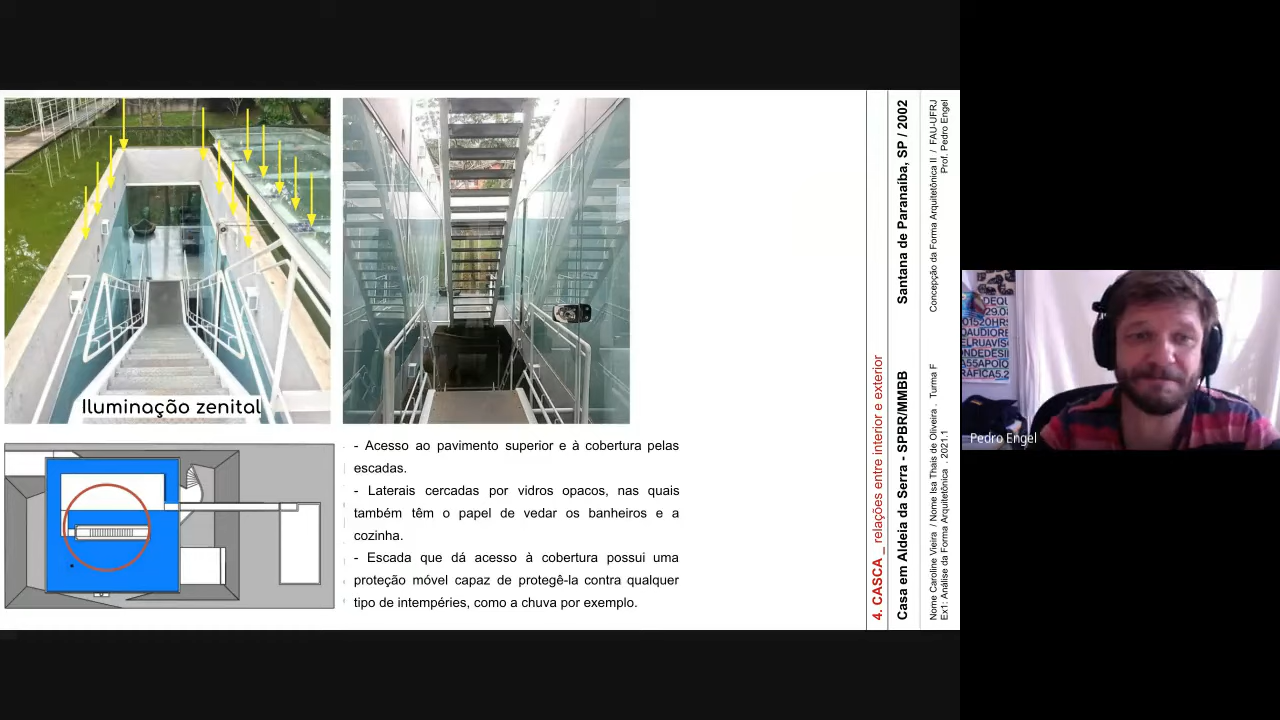 Iluminação zenital
- Acesso ao pavimento superior e à cobertura pelas
escadas.
- Laterais cercadas por vidros opacos, nas quais
também têm o papel de vedar os banheiros e a
cozinha.
- Escada que dá acesso à cobertura possui uma
proteção móvel capaz de protegê-la contra qualquer
tipo de intempéries, como a chuva por exemplo.
4. CASCA _ relações entre interior e exterior
Casa em Aldeia da Serra - SPBR/MMBB
Santana de Paranaíba, SP / 2002
Nome Caroline Vieira / Nome Isa Thais de Oliveira . Turma F
Ex1: Análise da Forma Arquitetônica . 2021.1
Concepção da Forma Arquitetônica II / FAU-UFRJ
Prof. Pedro Engel
Pedro Engel